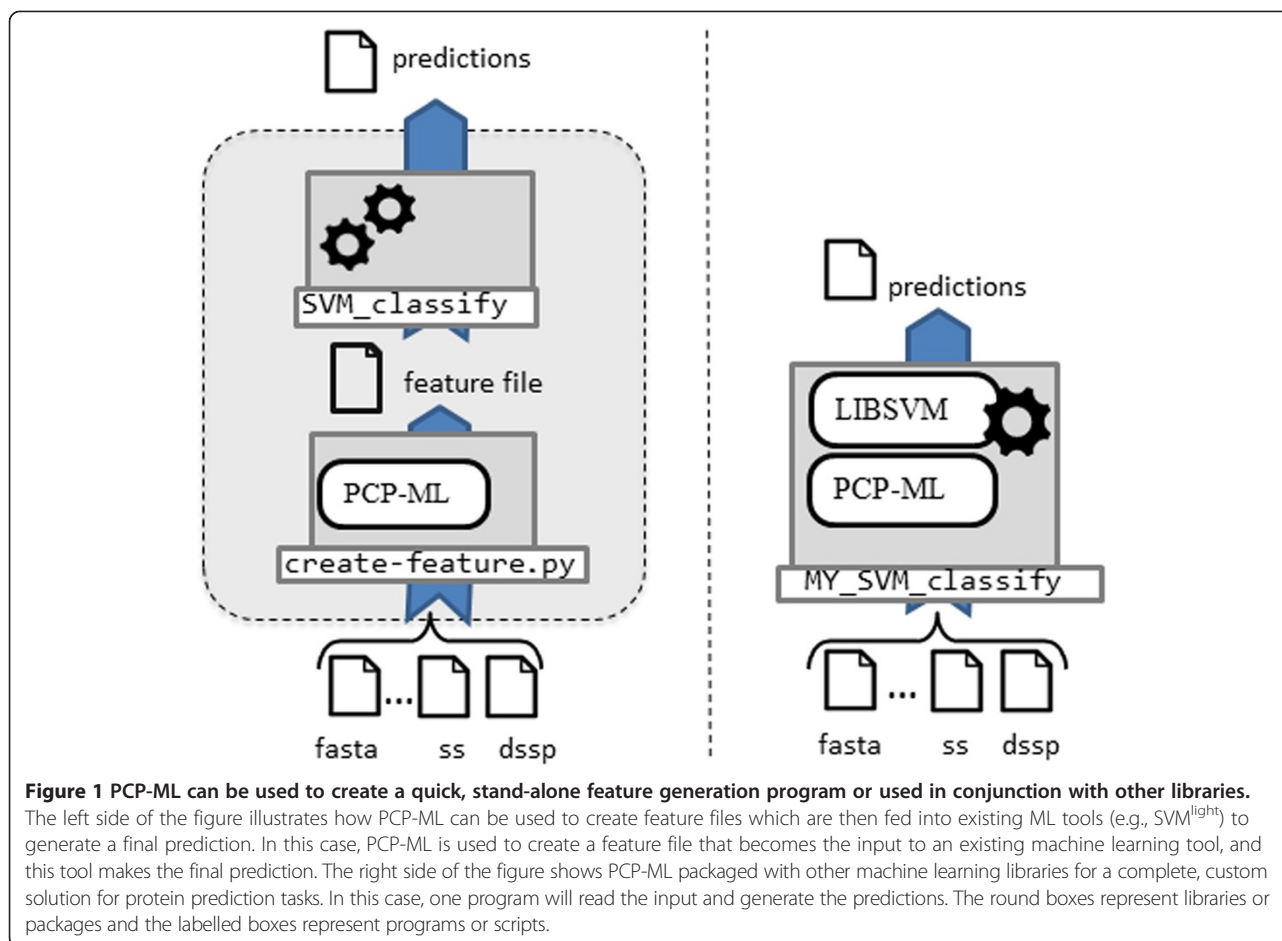 predictions
SVM_classify
feature file
PCP-ML
create-feature.py
...
fasta ss dssp
predictions
LIBSVM
PCP-ML
MY_SVM_classify
...
fasta ss dssp
Figure 1 PCP-ML can be used to create a quick, stand-alone feature generation program or used in conjunction with other libraries.
The left side of the figure illustrates how PCP-ML can be used to create feature files which are then fed into existing ML tools (e.g., SVMlight) to
generate a final prediction. In this case, PCP-ML is used to create a feature file that becomes the input to an existing machine learning tool, and
this tool makes the final prediction. The right side of the figure shows PCP-ML packaged with other machine learning libraries for a complete, custom
solution for protein prediction tasks. In this case, one program will read the input and generate the predictions. The round boxes represent libraries or
packages and the labelled boxes represent programs or scripts.